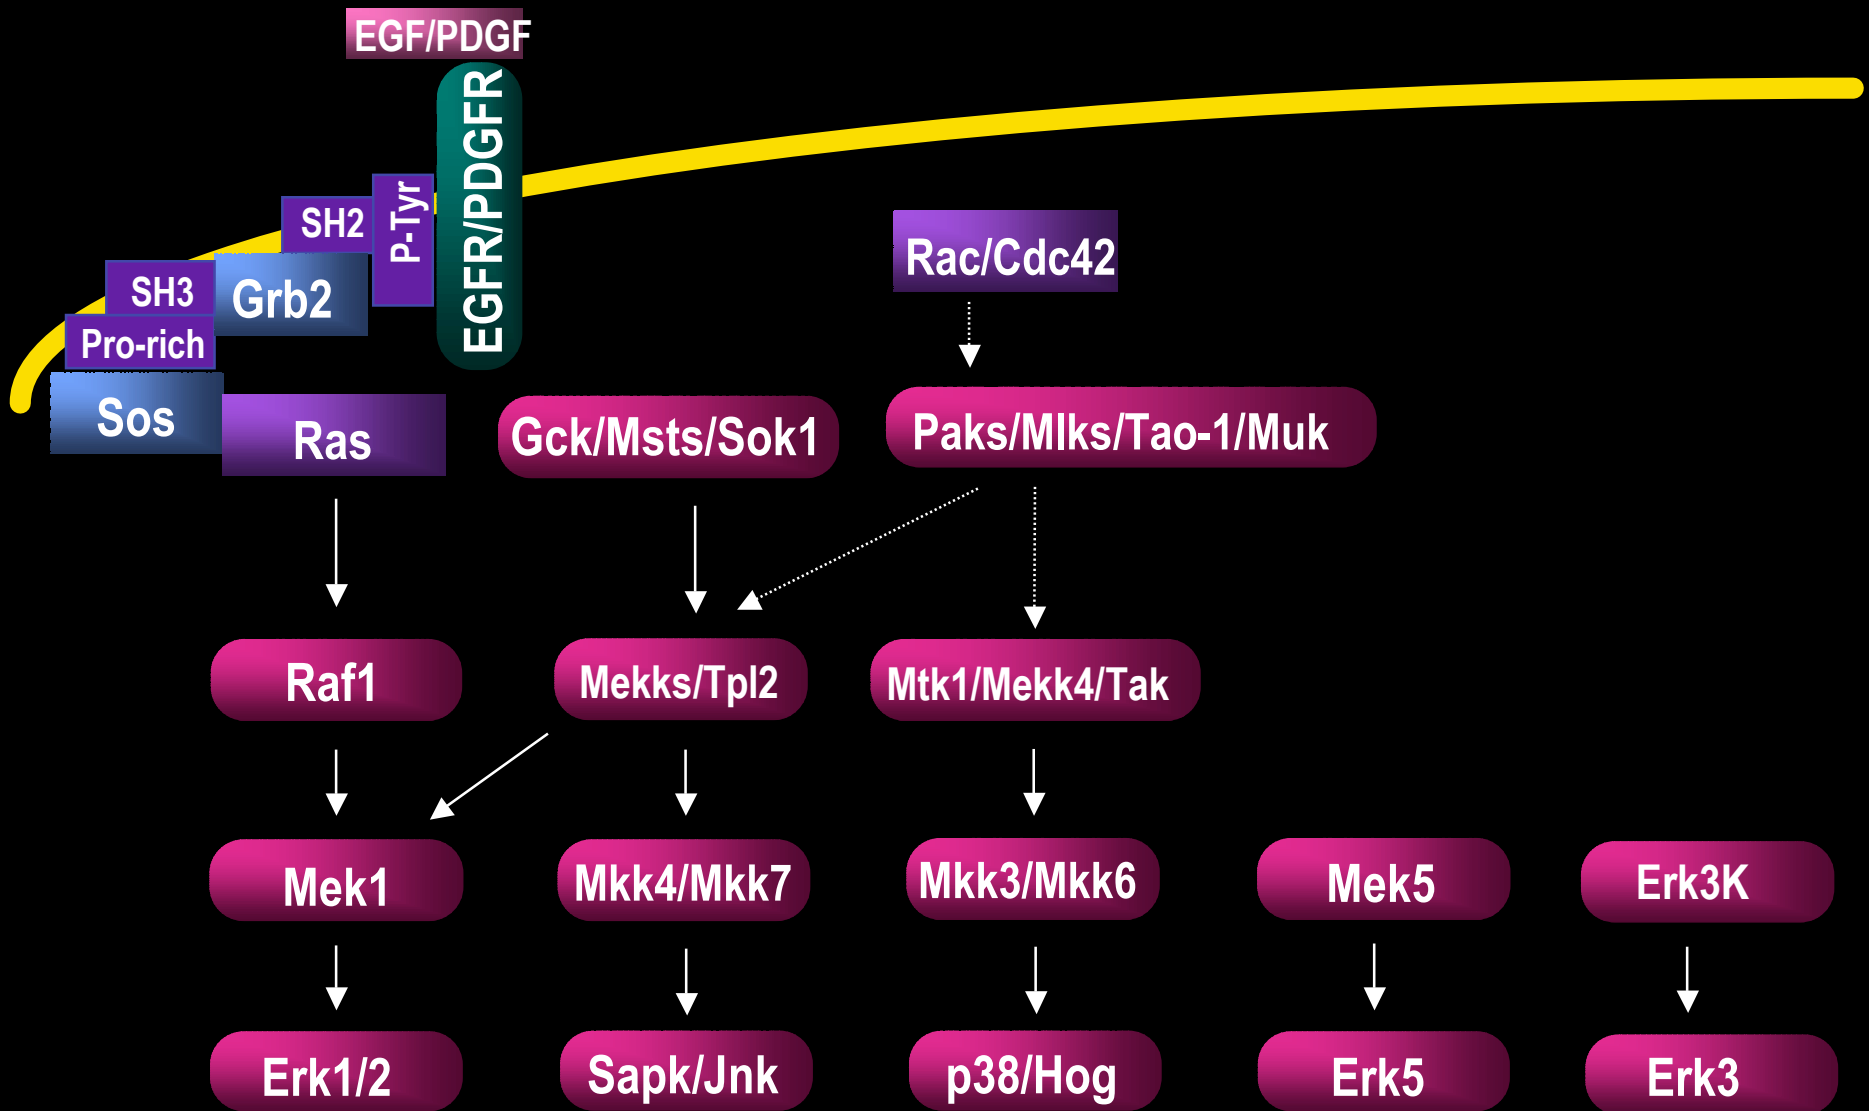 EGF/PDGF
EGFR/PDGFR
P-Tyr
SH2
Grb2
SH3
Pro-rich
Sos
Ras
Rac/Cdc42
Gck/Msts/Sok1
Paks/Mlks/Tao-1/Muk
Raf1
Mekks/Tpl2
Mtk1/Mekk4/Tak
Mek1
Mkk4/Mkk7
Mkk3/Mkk6
Mek5
Erk3K
Erk1/2
Sapk/Jnk
p38/Hog
Erk5
Erk3